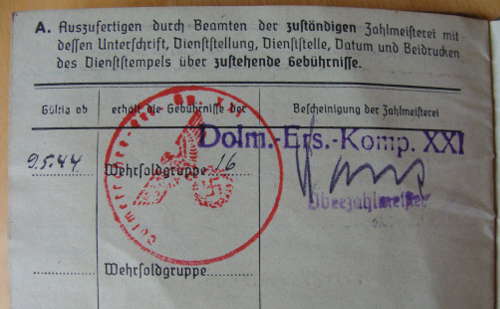 A. Auszufertigen durch Beamten der zuständigen Zahlmeisterei mit
dessen Unterschrift, Dienststellung, Dienststelle, Datum und Beidrucken
des Dienststempels über zustehende Gebührnisse.
Gültig ab erhält die Gebührnisse der Bescheinigung der Zahlmeisterei
Dolm.-Ers.-Komp. XXI
9.5.44 Wehrsoldgruppe 16
Oberzahlmeister
Wehrsoldgruppe